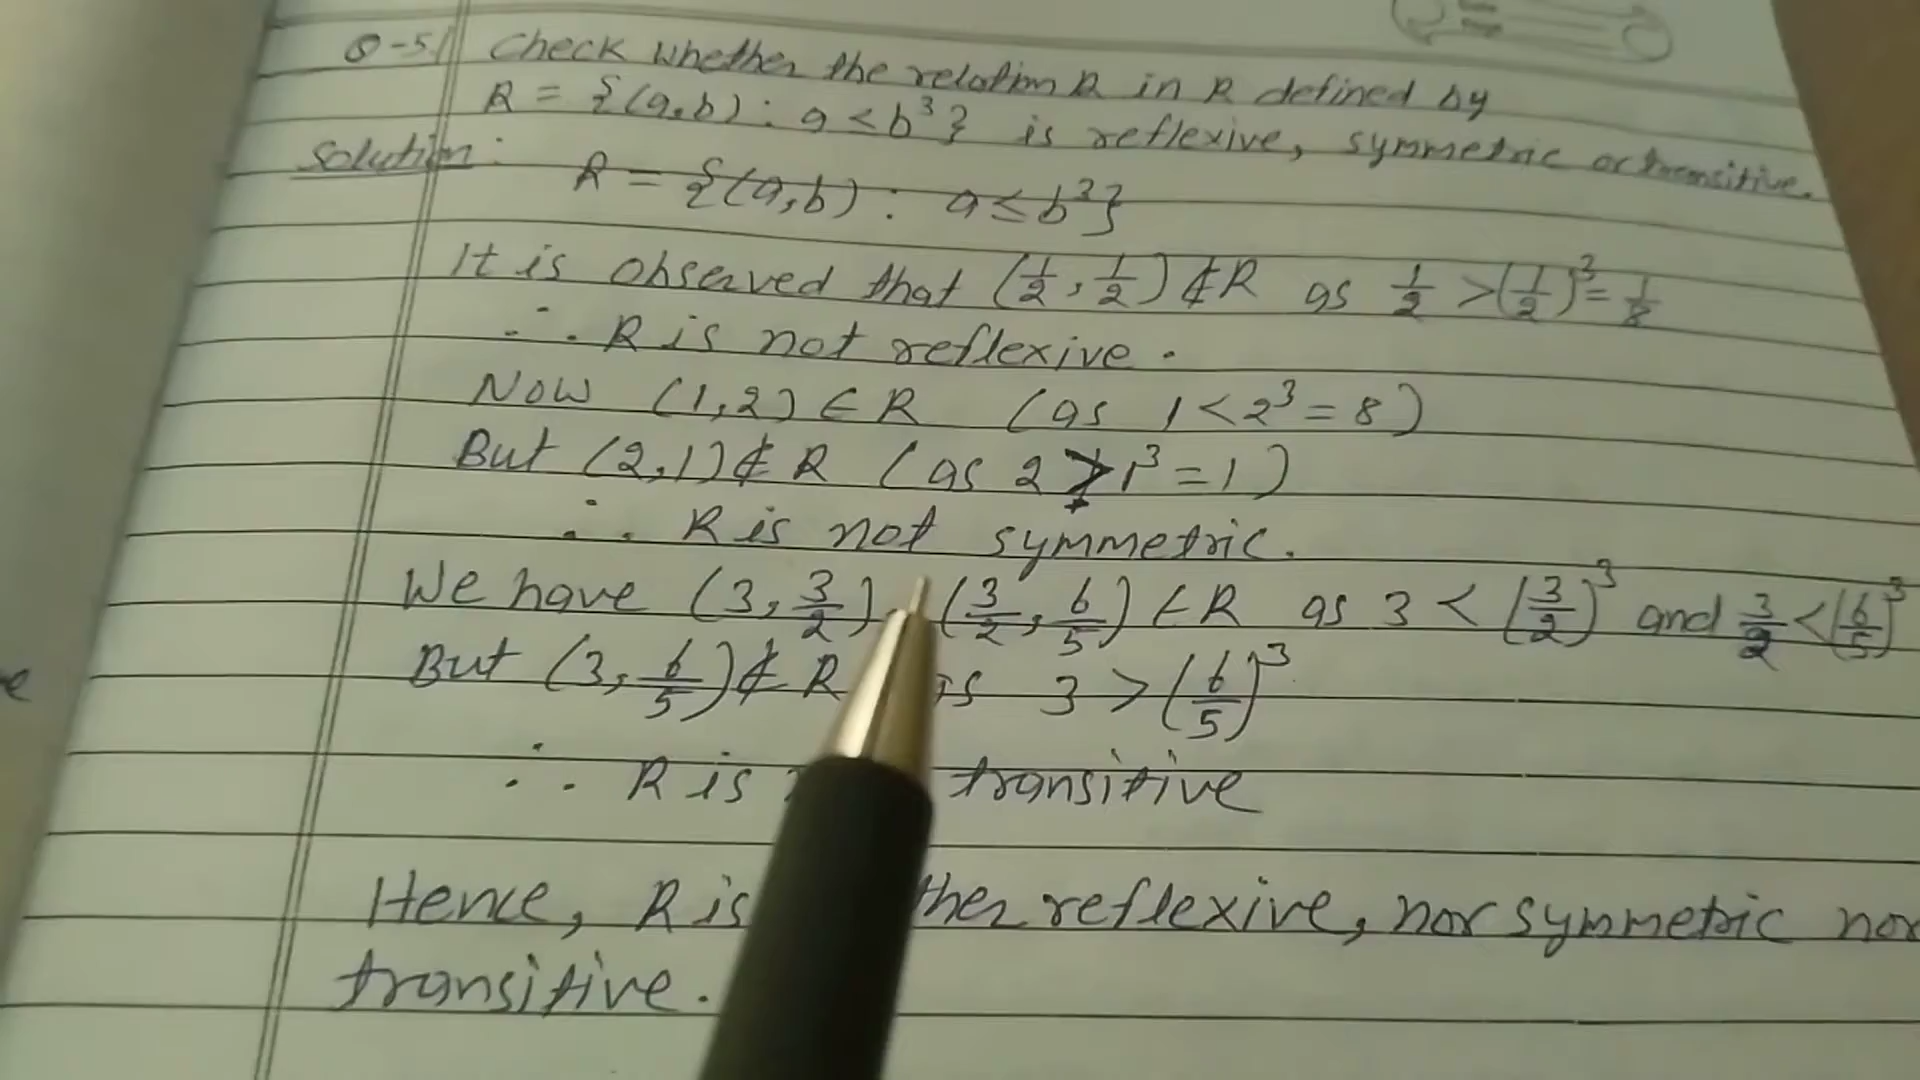 Q-5. Check whether the relation R in R defined by
R = {(a,b) : a < b³} is reflexive, symmetric or transitive.
Solution: R = {(a,b) : a ≤ b³}
It is observed that (1/2, 1/2) ∉ R as 1/2 > (1/2)³ = 1/8
∴ R is not reflexive.
Now (1,2) ∈ R (as 1 < 2³ = 8)
But (2,1) ∉ R (as 2 > 1³ = 1)
∴ R is not symmetric.
We have (3, 3/2), (3/2, 6/5) ∈ R as 3 < (3/2)³ and 3/2 < (6/5)³
But (3, 6/5) ∉ R as 3 > (6/5)³
∴ R is transitive
Hence, R is ther reflexive, nor symmetric nor
transitive.